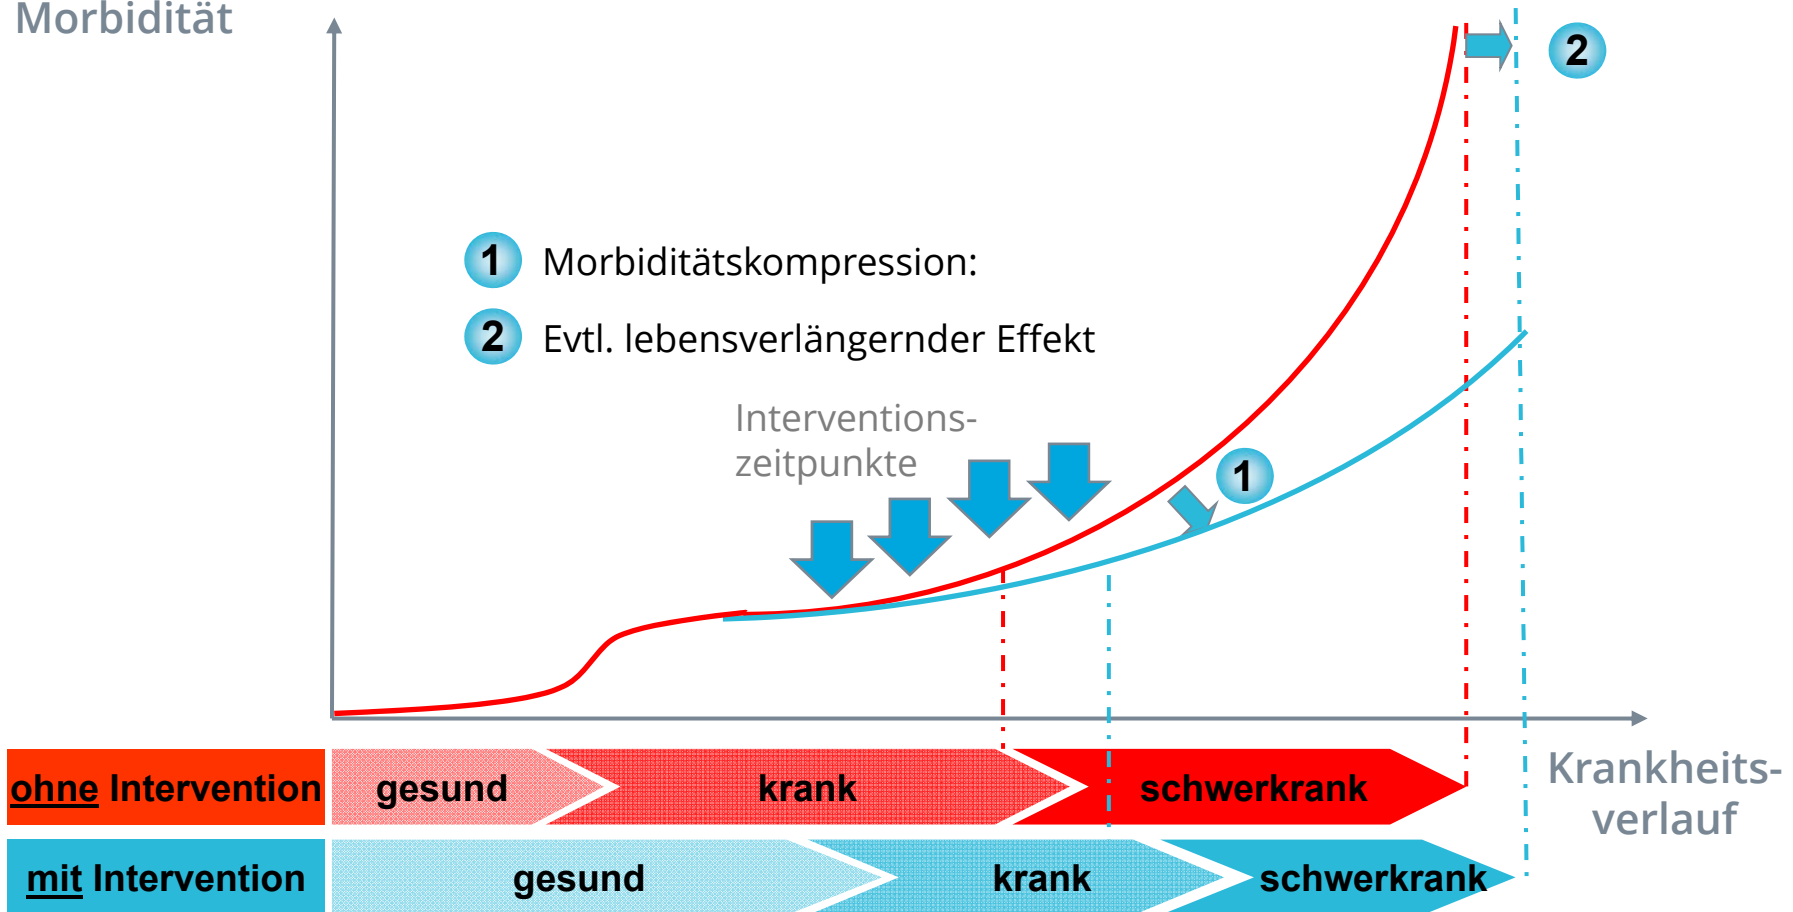 Morbidität
2
1 Morbiditätskompression:
2 Evtl. lebensverlängernder Effekt
Interventions-
zeitpunkte
1
ohne Intervention gesund krank schwerkrank
mit Intervention gesund krank schwerkrank
Krankheits-
verlauf